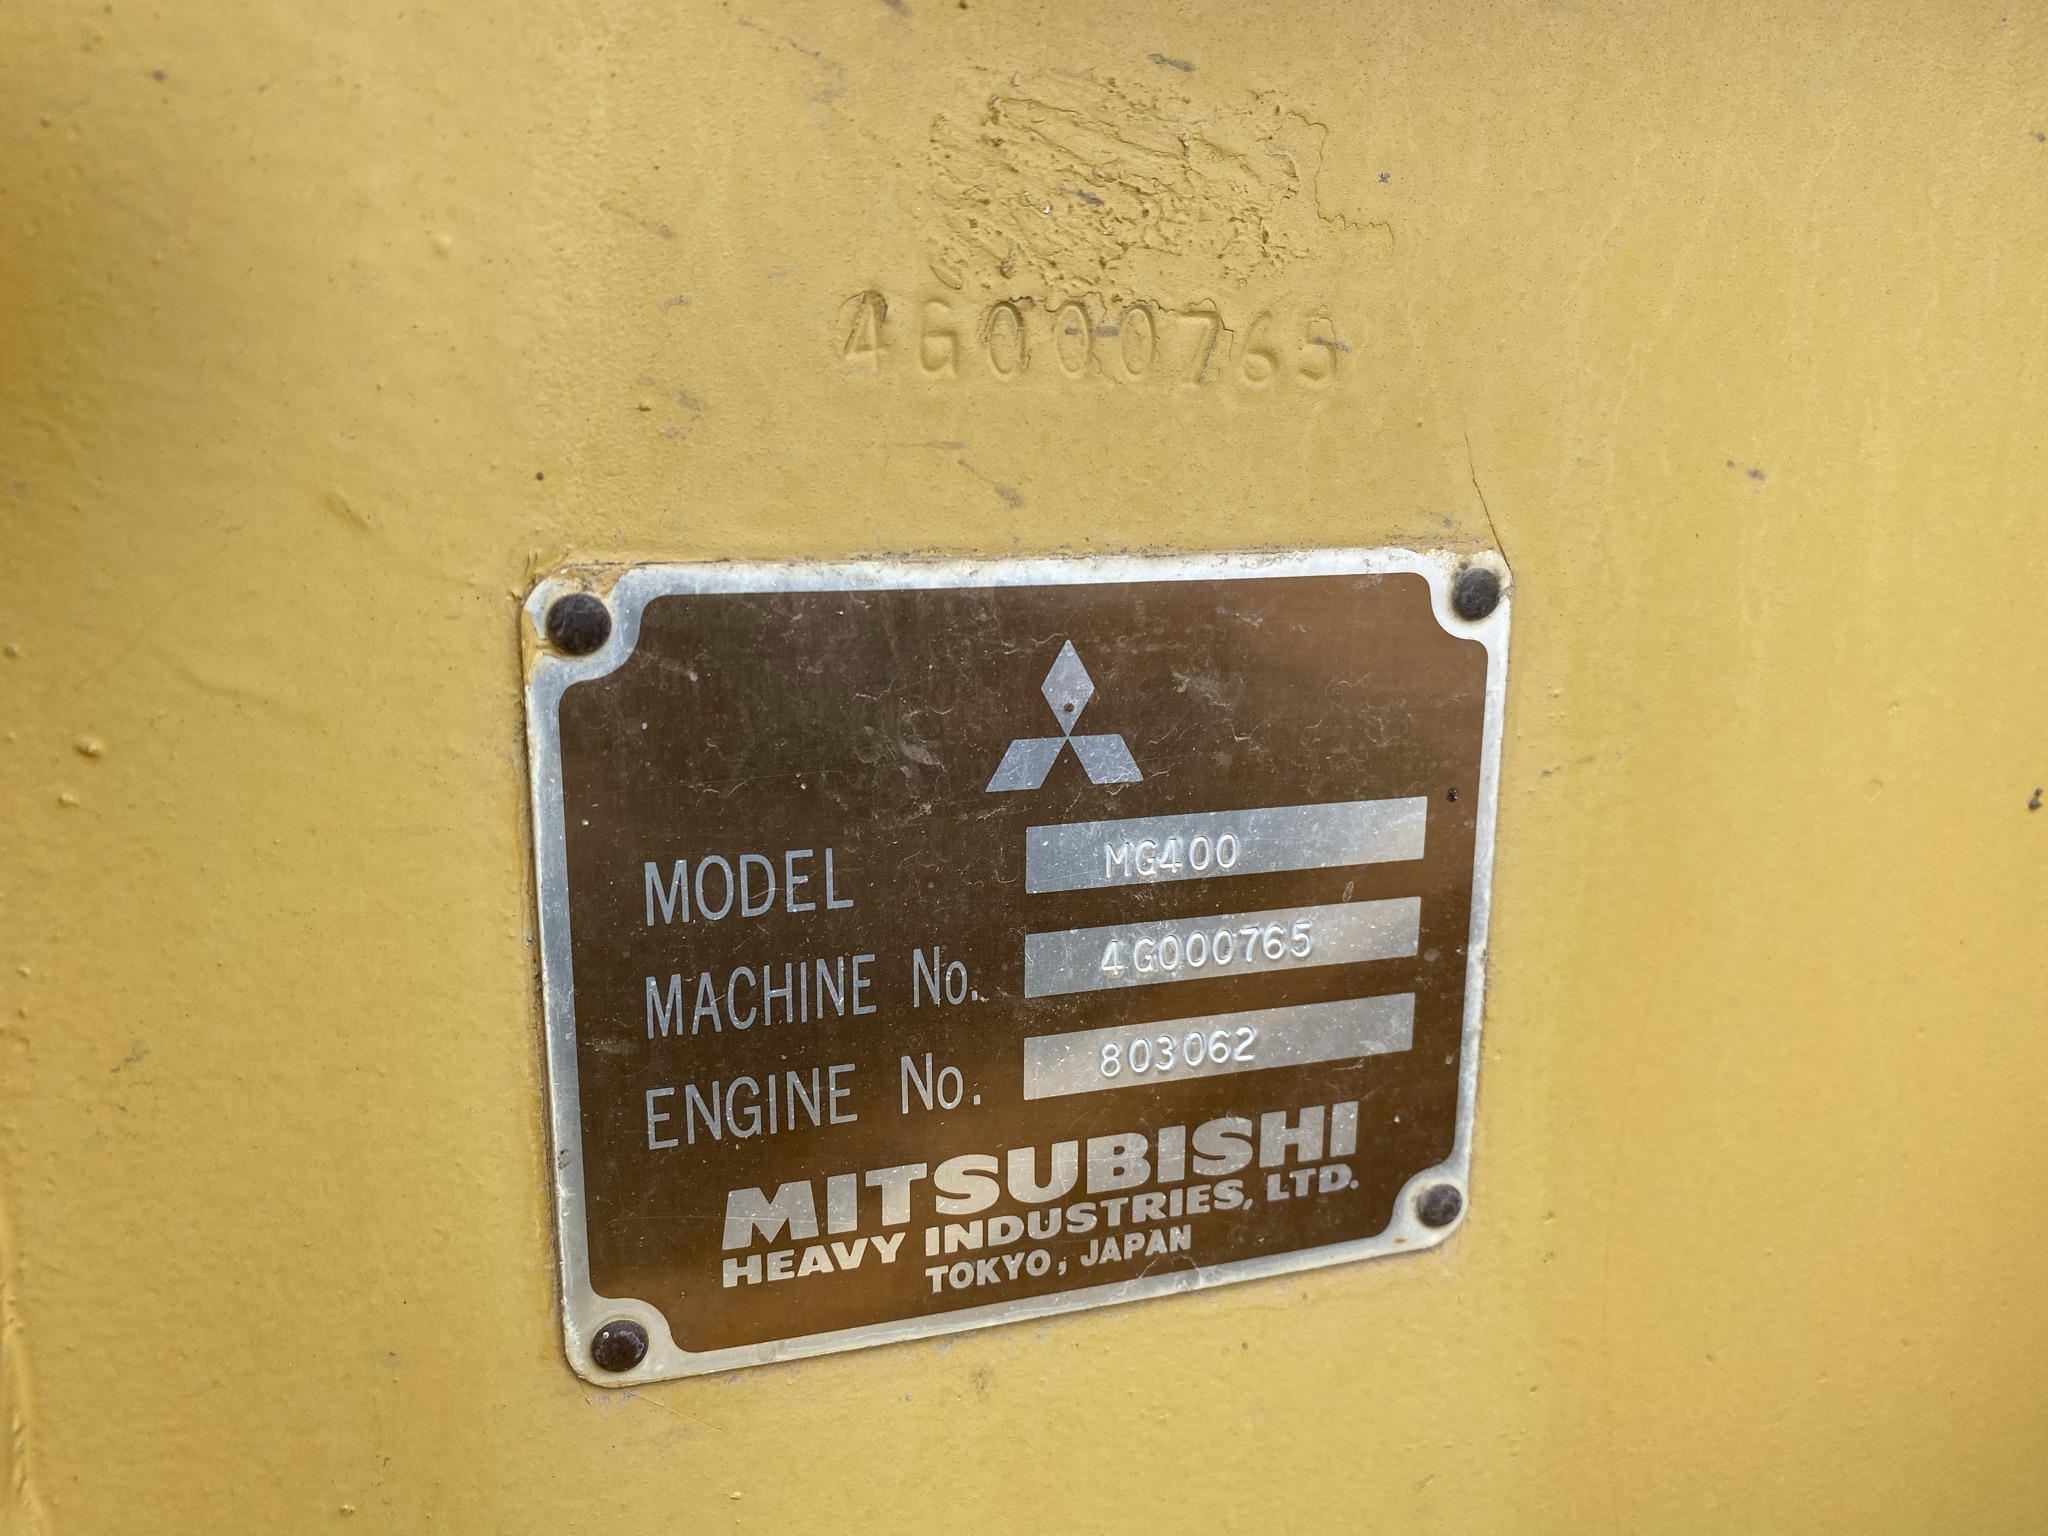 4G000765
MODEL MG400
MACHINE No. 4G000765
ENGINE No. 803062
MITSUBISHI
HEAVY INDUSTRIES, LTD.
TOKYO, JAPAN